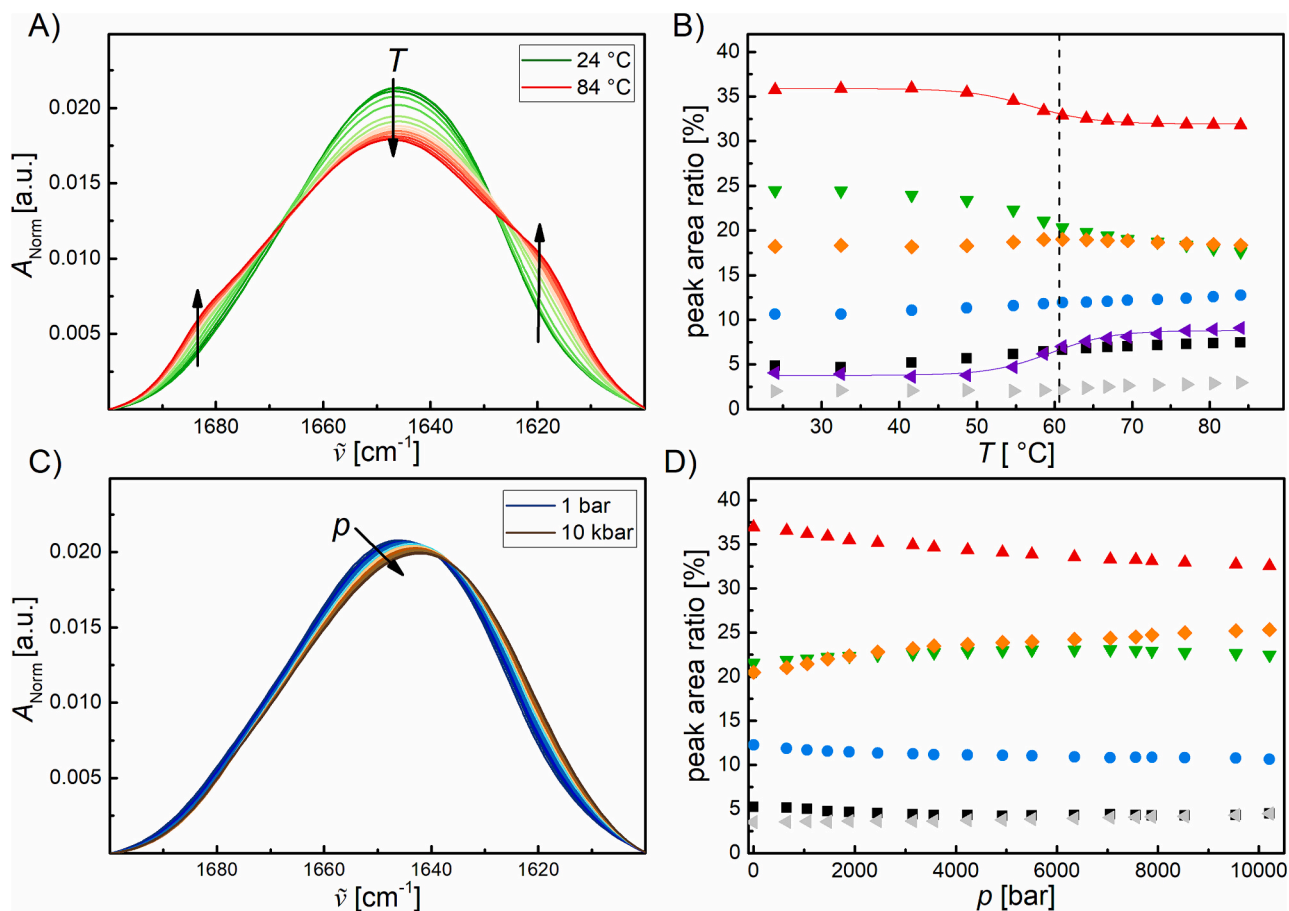 A)
T
24 °C
84 °C
0.020
0.015
0.010
0.005
A_Norm [a.u.]
1680 1660 1640 1620
ν̃ [cm⁻¹]
B)
40
35
30
25
20
15
10
5
0
peak area ratio [%]
30 40 50 60 70 80
T [ °C]
C)
p
1 bar
10 kbar
0.020
0.015
0.010
0.005
A_Norm [a.u.]
1680 1660 1640 1620
ν̃ [cm⁻¹]
D)
40
35
30
25
20
15
10
5
0
peak area ratio [%]
0 2000 4000 6000 8000 10000
p [bar]